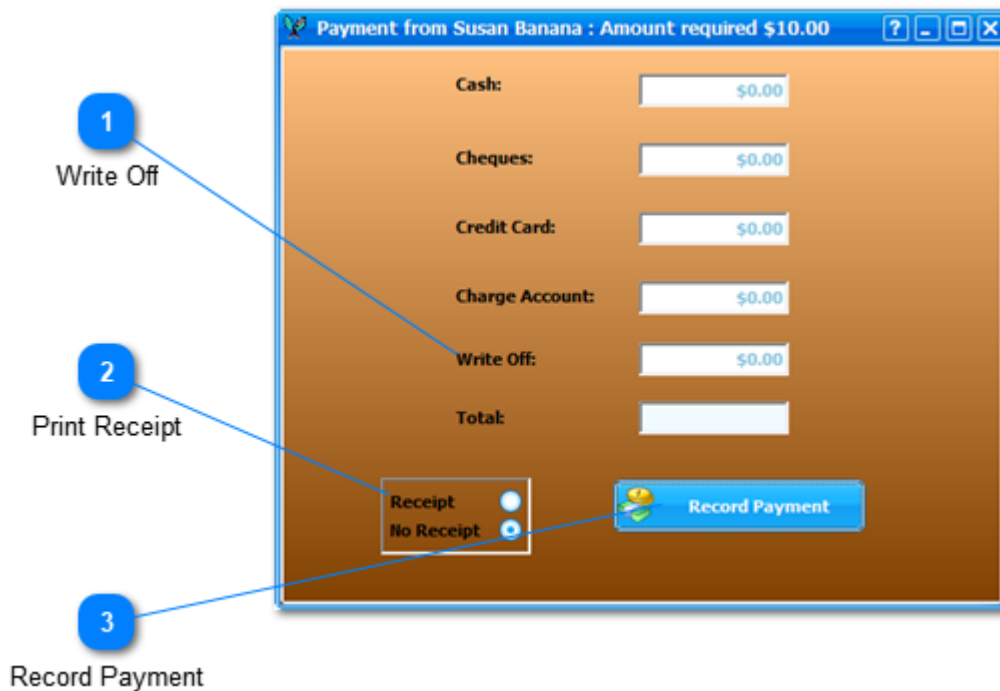 Payment from Susan Banana : Amount required $10.00
?
Cash: $0.00
1
Write Off
Cheques: $0.00
Credit Card: $0.00
Charge Account: $0.00
Write Off: $0.00
2
Print Receipt
Total:
Receipt
No Receipt
Record Payment
3
Record Payment